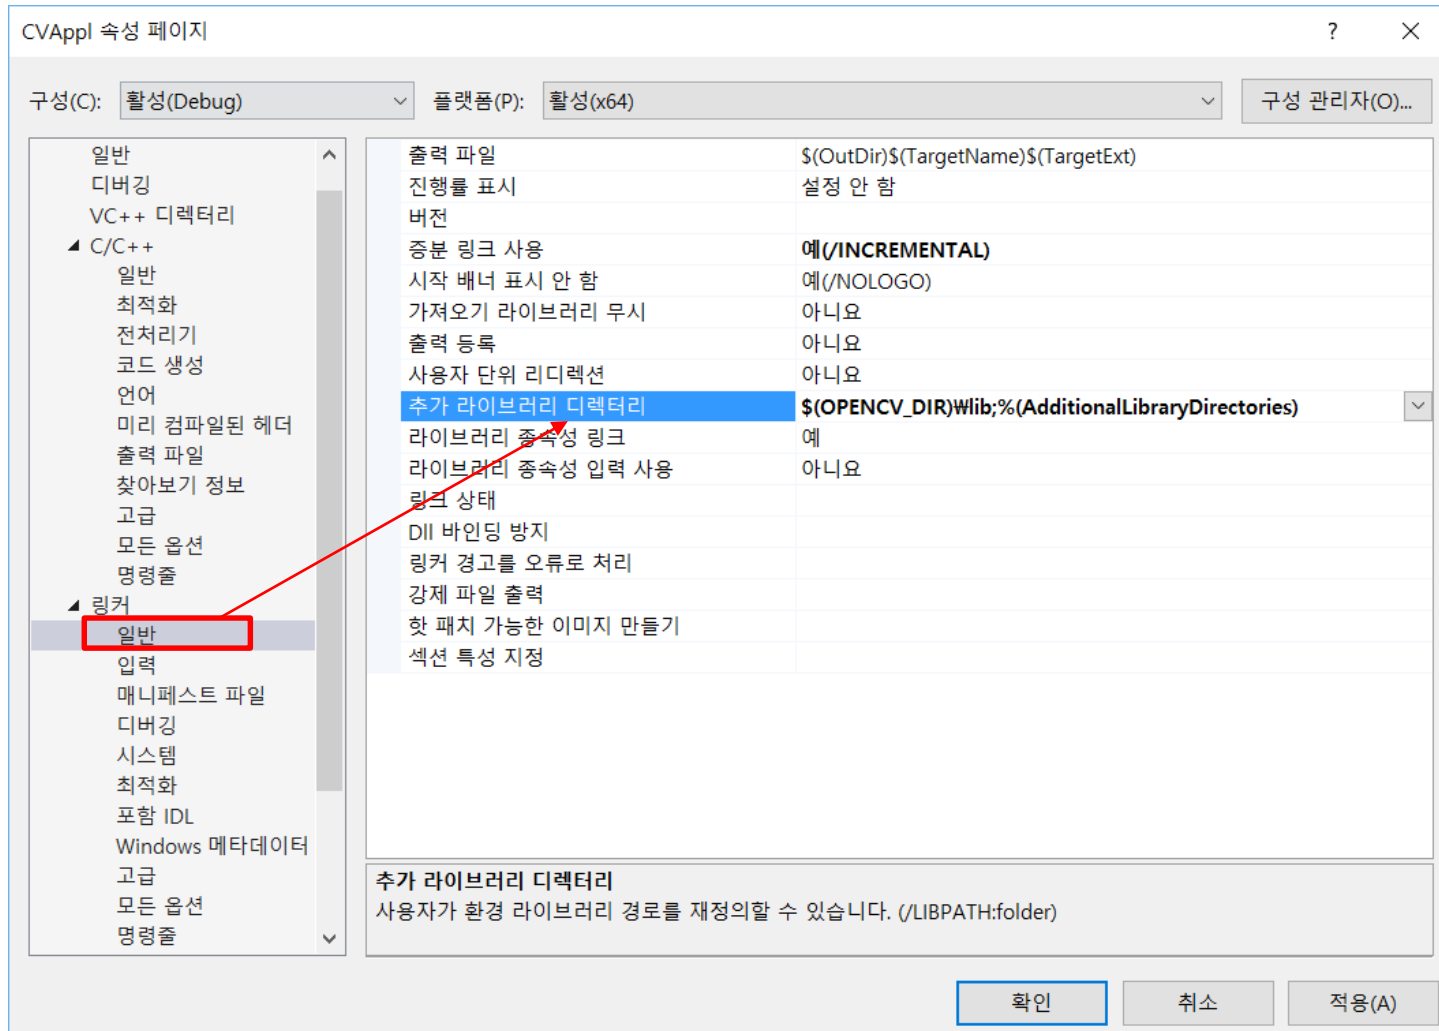 CVAppl 속성 페이지
?
구성(C): 활성(Debug) 플랫폼(P): 활성(x64) 구성 관리자(O)...
일반
디버깅
VC++ 디렉터리
C/C++
일반
최적화
전처리기
코드 생성
언어
미리 컴파일된 헤더
출력 파일
찾아보기 정보
고급
모든 옵션
명령줄
링커
일반
입력
매니페스트 파일
디버깅
시스템
최적화
포함 IDL
Windows 메타데이터
고급
모든 옵션
명령줄
출력 파일 $(OutDir)$(TargetName)$(TargetExt)
진행률 표시 설정 안 함
버전
증분 링크 사용 예(/INCREMENTAL)
시작 배너 표시 안 함 예(/NOLOGO)
가져오기 라이브러리 무시 아니요
출력 등록 아니요
사용자 단위 리디렉션 아니요
추가 라이브러리 디렉터리 $(OPENCV_DIR)₩lib;%(AdditionalLibraryDirectories)
라이브러리 종속성 링크 예
라이브러리 종속성 입력 사용 아니요
링크 상태
Dll 바인딩 방지
링커 경고를 오류로 처리
강제 파일 출력
핫 패치 가능한 이미지 만들기
섹션 특성 지정
추가 라이브러리 디렉터리
사용자가 환경 라이브러리 경로를 재정의할 수 있습니다. (/LIBPATH:folder)
확인 취소 적용(A)